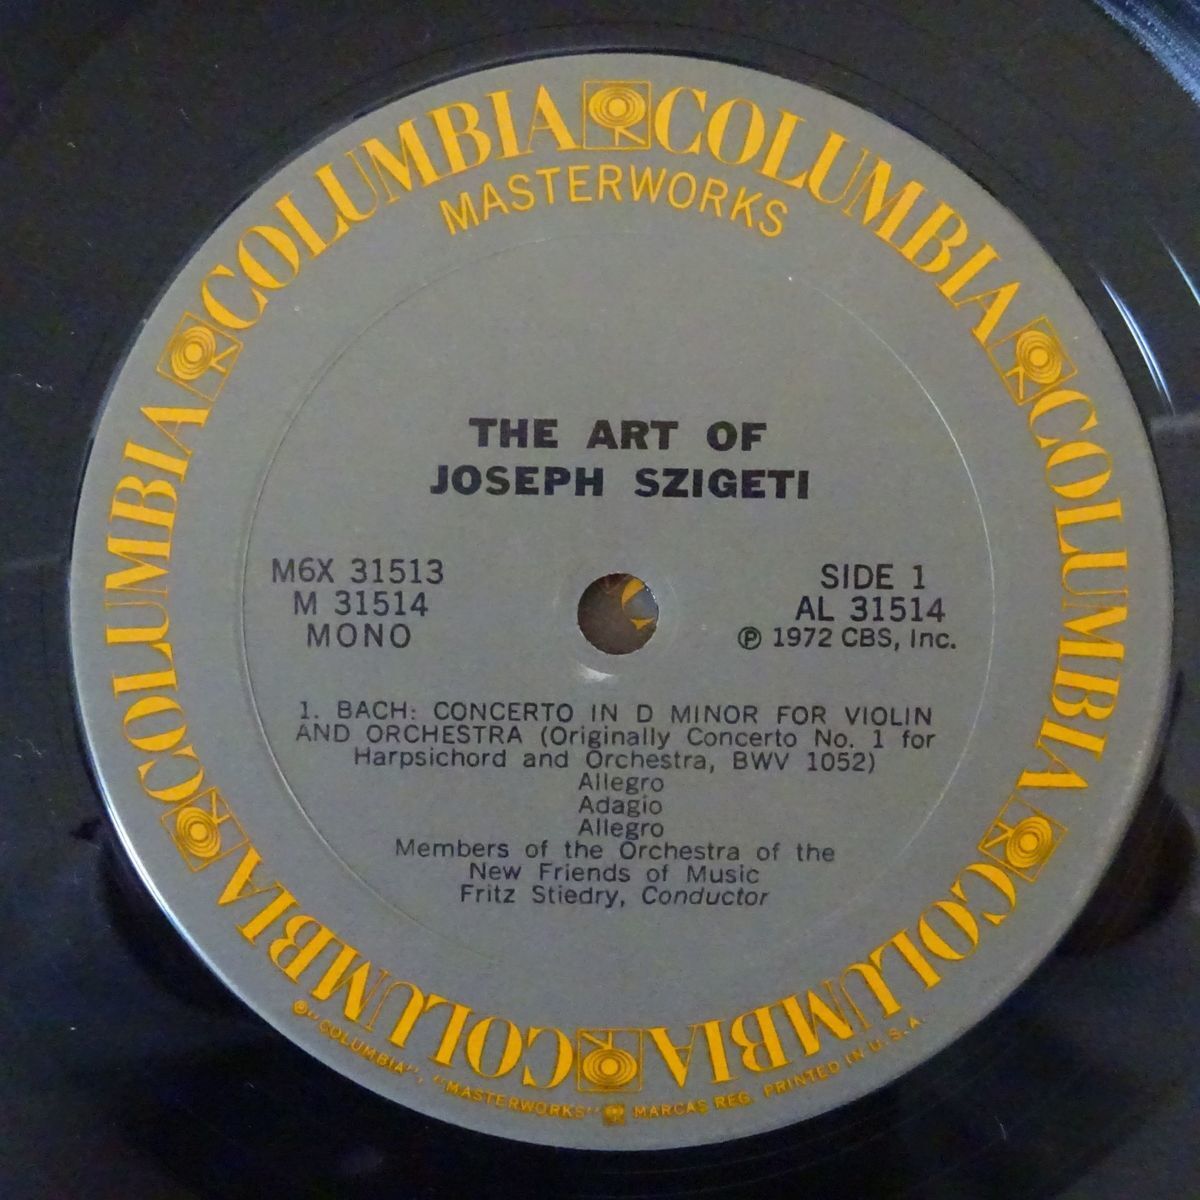 COLUMBIA COLUMBIA COLUMBIA COLUMBIA COLUMBIA COLUMBIA
MASTERWORKS
THE ART OF
JOSEPH SZIGETI
M6X 31513
M 31514
MONO
SIDE 1
AL 31514
℗ 1972 CBS, Inc.
1. BACH: CONCERTO IN D MINOR FOR VIOLIN
AND ORCHESTRA (Originally Concerto No. 1 for
Harpsichord and Orchestra, BWV 1052)
Allegro
Adagio
Allegro
Members of the Orchestra of the
New Friends of Music
Fritz Stiedry, Conductor
®"COLUMBIA", "MASTERWORKS" MARCAS REG. PRINTED IN U.S.A.